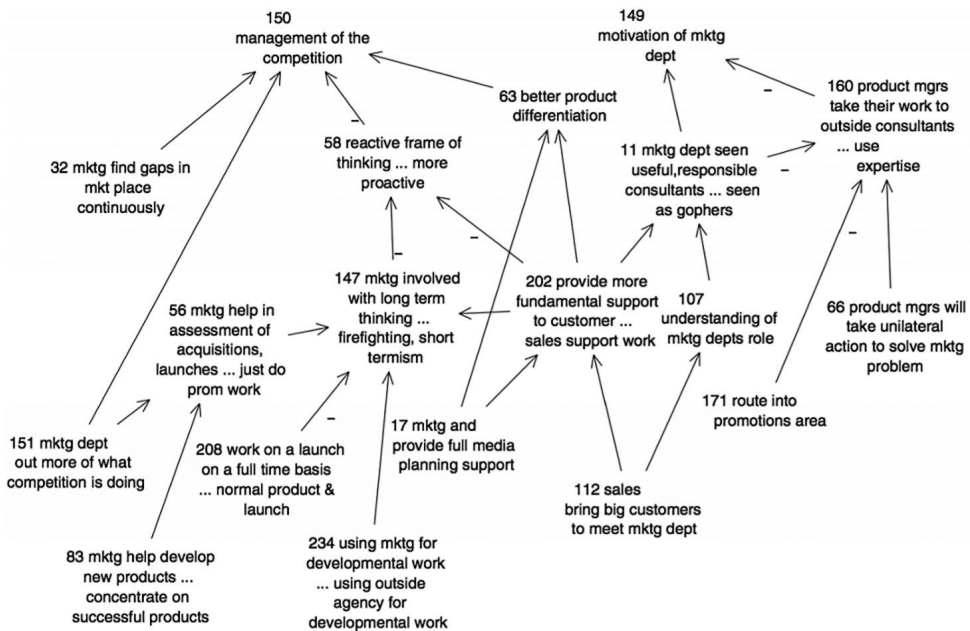 150
management of the
competition
149
motivation of mktg
dept
63 better product
differentiation
160 product mgrs
take their work to
outside consultants
... use
expertise
–
–
58 reactive frame of
thinking ... more
proactive
11 mktg dept seen
useful,responsible
consultants ... seen
as gophers
–
32 mktg find gaps in
mkt place
continuously
–
–
–
147 mktg involved
with long term
thinking ...
firefighting, short
termism
202 provide more
fundamental support
to customer ...
sales support work
107
understanding of
mktg depts role
66 product mgrs will
take unilateral
action to solve mktg
problem
56 mktg help in
assessment of
acquisitions,
launches ... just do
prom work
171 route into
promotions area
–
17 mktg and
provide full media
planning support
151 mktg dept
out more of what
competition is doing
208 work on a launch
on a full time basis
... normal product &
launch
112 sales
bring big customers
to meet mktg dept
83 mktg help develop
new products ...
concentrate on
successful products
234 using mktg for
developmental work
... using outside
agency for
developmental work